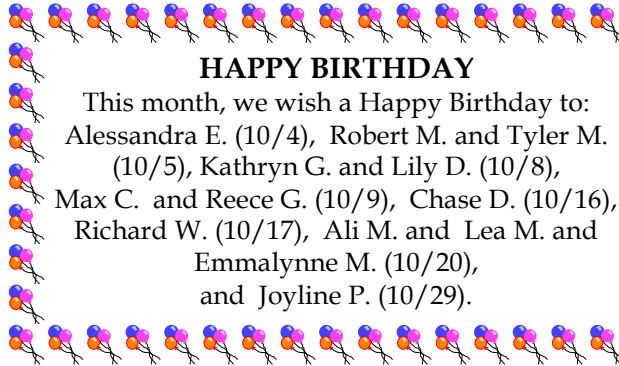 HAPPY BIRTHDAY
This month, we wish a Happy Birthday to:
Alessandra E. (10/4), Robert M. and Tyler M.
(10/5), Kathryn G. and Lily D. (10/8),
Max C. and Reece G. (10/9), Chase D. (10/16),
Richard W. (10/17), Ali M. and Lea M. and
Emmalynne M. (10/20),
and Joyline P. (10/29).